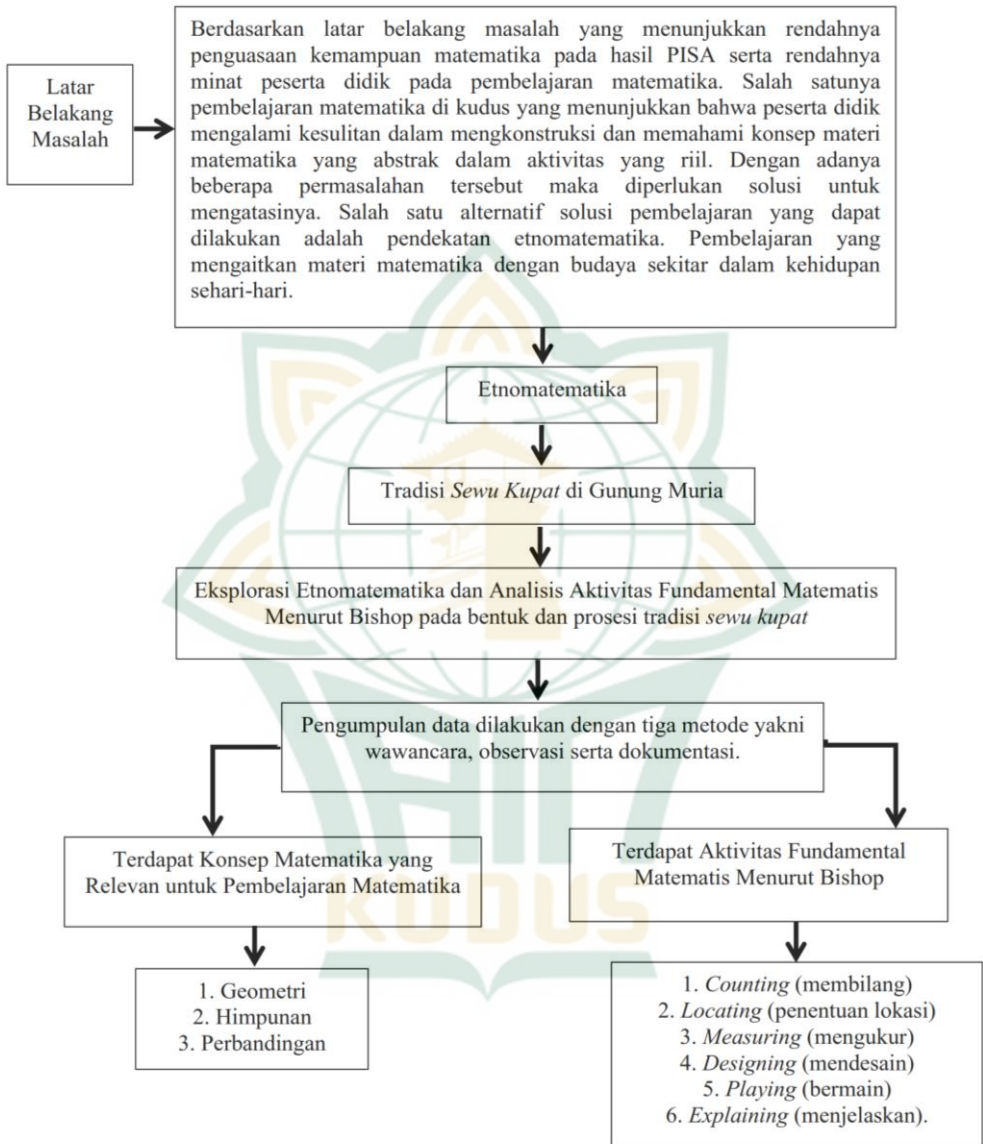 Latar
Belakang
Masalah
Berdasarkan latar belakang masalah yang menunjukkan rendahnya
penguasaan kemampuan matematika pada hasil PISA serta rendahnya
minat peserta didik pada pembelajaran matematika. Salah satunya
pembelajaran matematika di kudus yang menunjukkan bahwa peserta didik
mengalami kesulitan dalam mengkonstruksi dan memahami konsep materi
matematika yang abstrak dalam aktivitas yang riil. Dengan adanya
beberapa permasalahan tersebut maka diperlukan solusi untuk
mengatasinya. Salah satu alternatif solusi pembelajaran yang dapat
dilakukan adalah pendekatan etnomatematika. Pembelajaran yang
mengaitkan materi matematika dengan budaya sekitar dalam kehidupan
sehari-hari.
Etnomatematika
Tradisi Sewu Kupat di Gunung Muria
Eksplorasi Etnomatematika dan Analisis Aktivitas Fundamental Matematis
Menurut Bishop pada bentuk dan prosesi tradisi sewu kupat
Pengumpulan data dilakukan dengan tiga metode yakni
wawancara, observasi serta dokumentasi.
Terdapat Konsep Matematika yang
Relevan untuk Pembelajaran Matematika
Terdapat Aktivitas Fundamental
Matematis Menurut Bishop
1. Geometri
2. Himpunan
3. Perbandingan
1. Counting (membilang)
2. Locating (penentuan lokasi)
3. Measuring (mengukur)
4. Designing (mendesain)
5. Playing (bermain)
6. Explaining (menjelaskan).
KUDUS